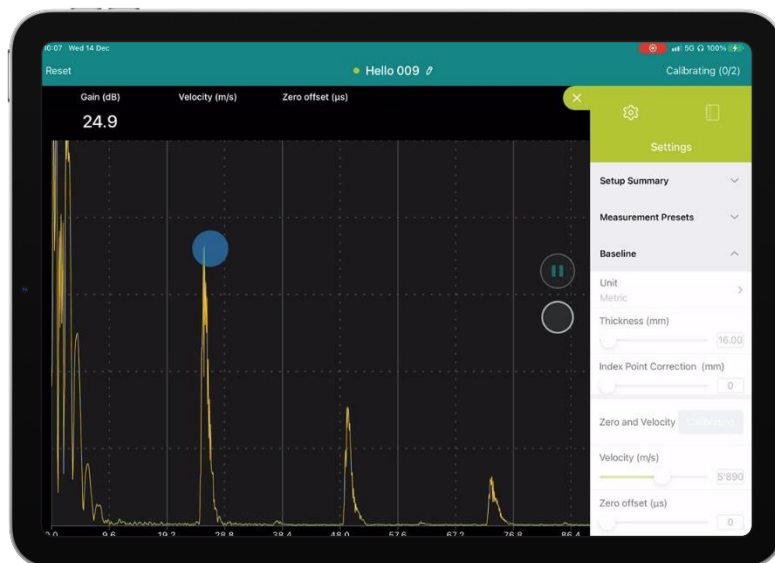 10:07 Wed 14 Dec
5G 100%
Reset
Hello 009
Calibrating (0/2)
Gain (dB) Velocity (m/s) Zero offset (µs)
24.9
Settings
Setup Summary
Measurement Presets
Baseline
Unit
Metric
Thickness (mm)
16.00
Index Point Correction (mm)
0
Zero and Velocity
Velocity (m/s)
5'890
Zero offset (µs)
0
0.0 9.6 19.2 28.8 38.4 48.0 57.6 67.2 76.8 86.4